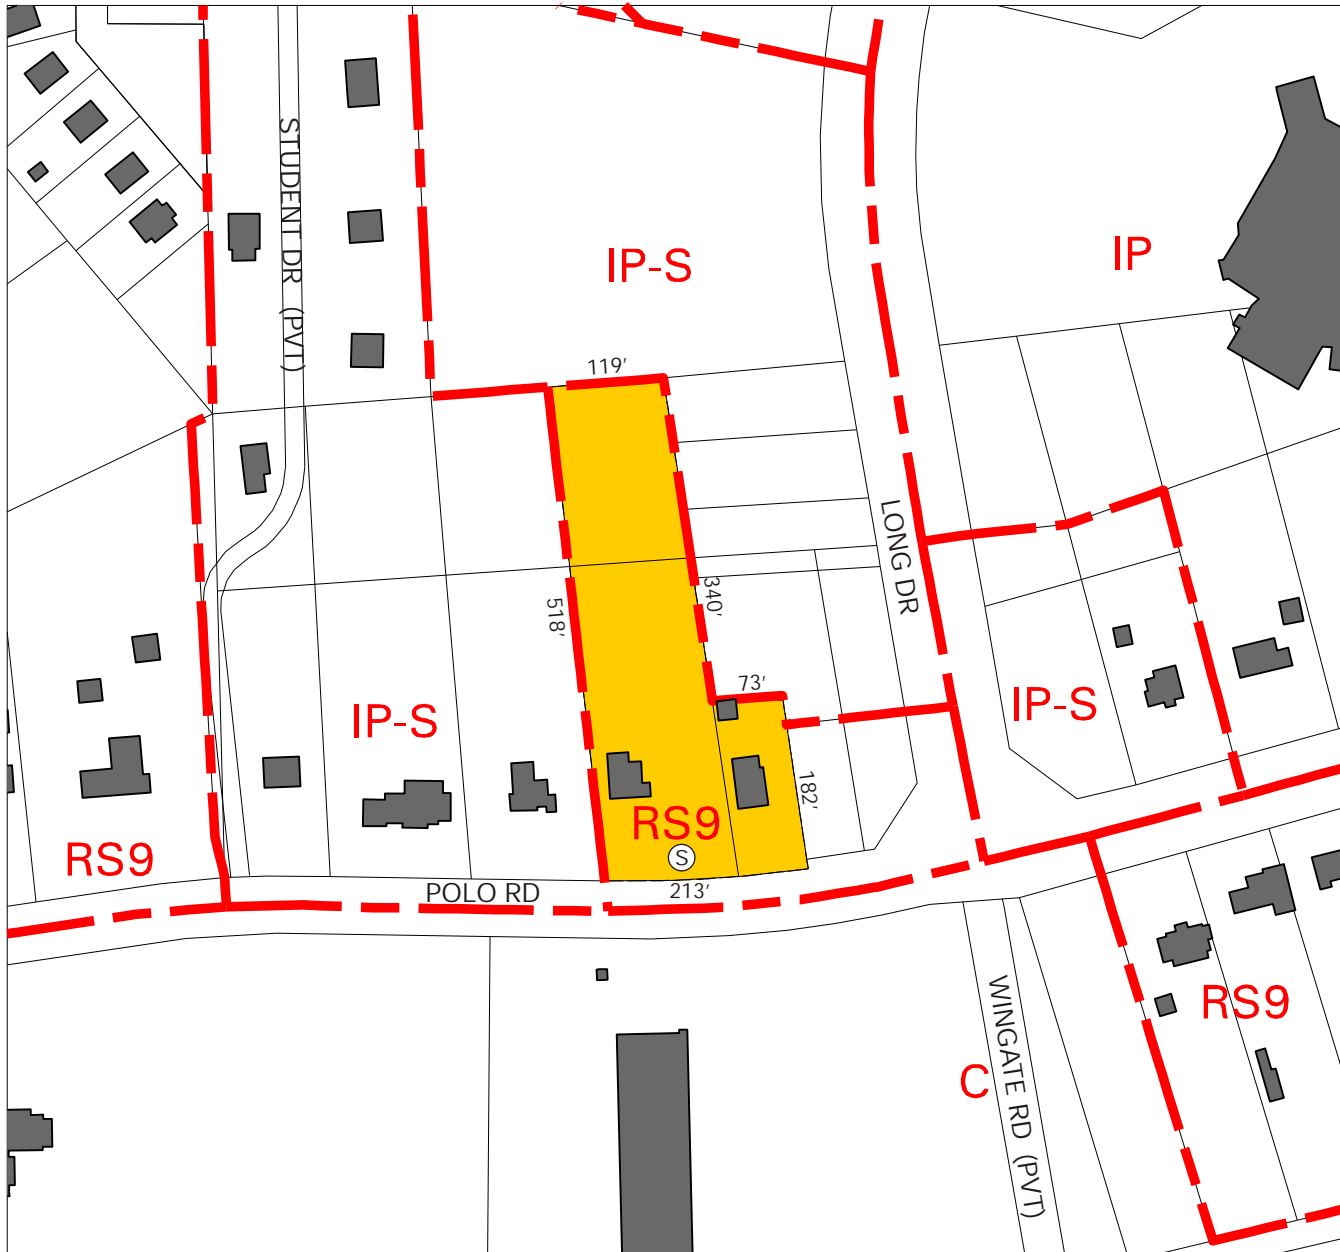 STUDENT DR (PVT)
IP-S
IP
119'
LONG DR
518'
340'
73'
IP-S
IP-S
182'
RS9
RS9
S
213'
POLO RD
WINGATE RD (PVT)
RS9
C